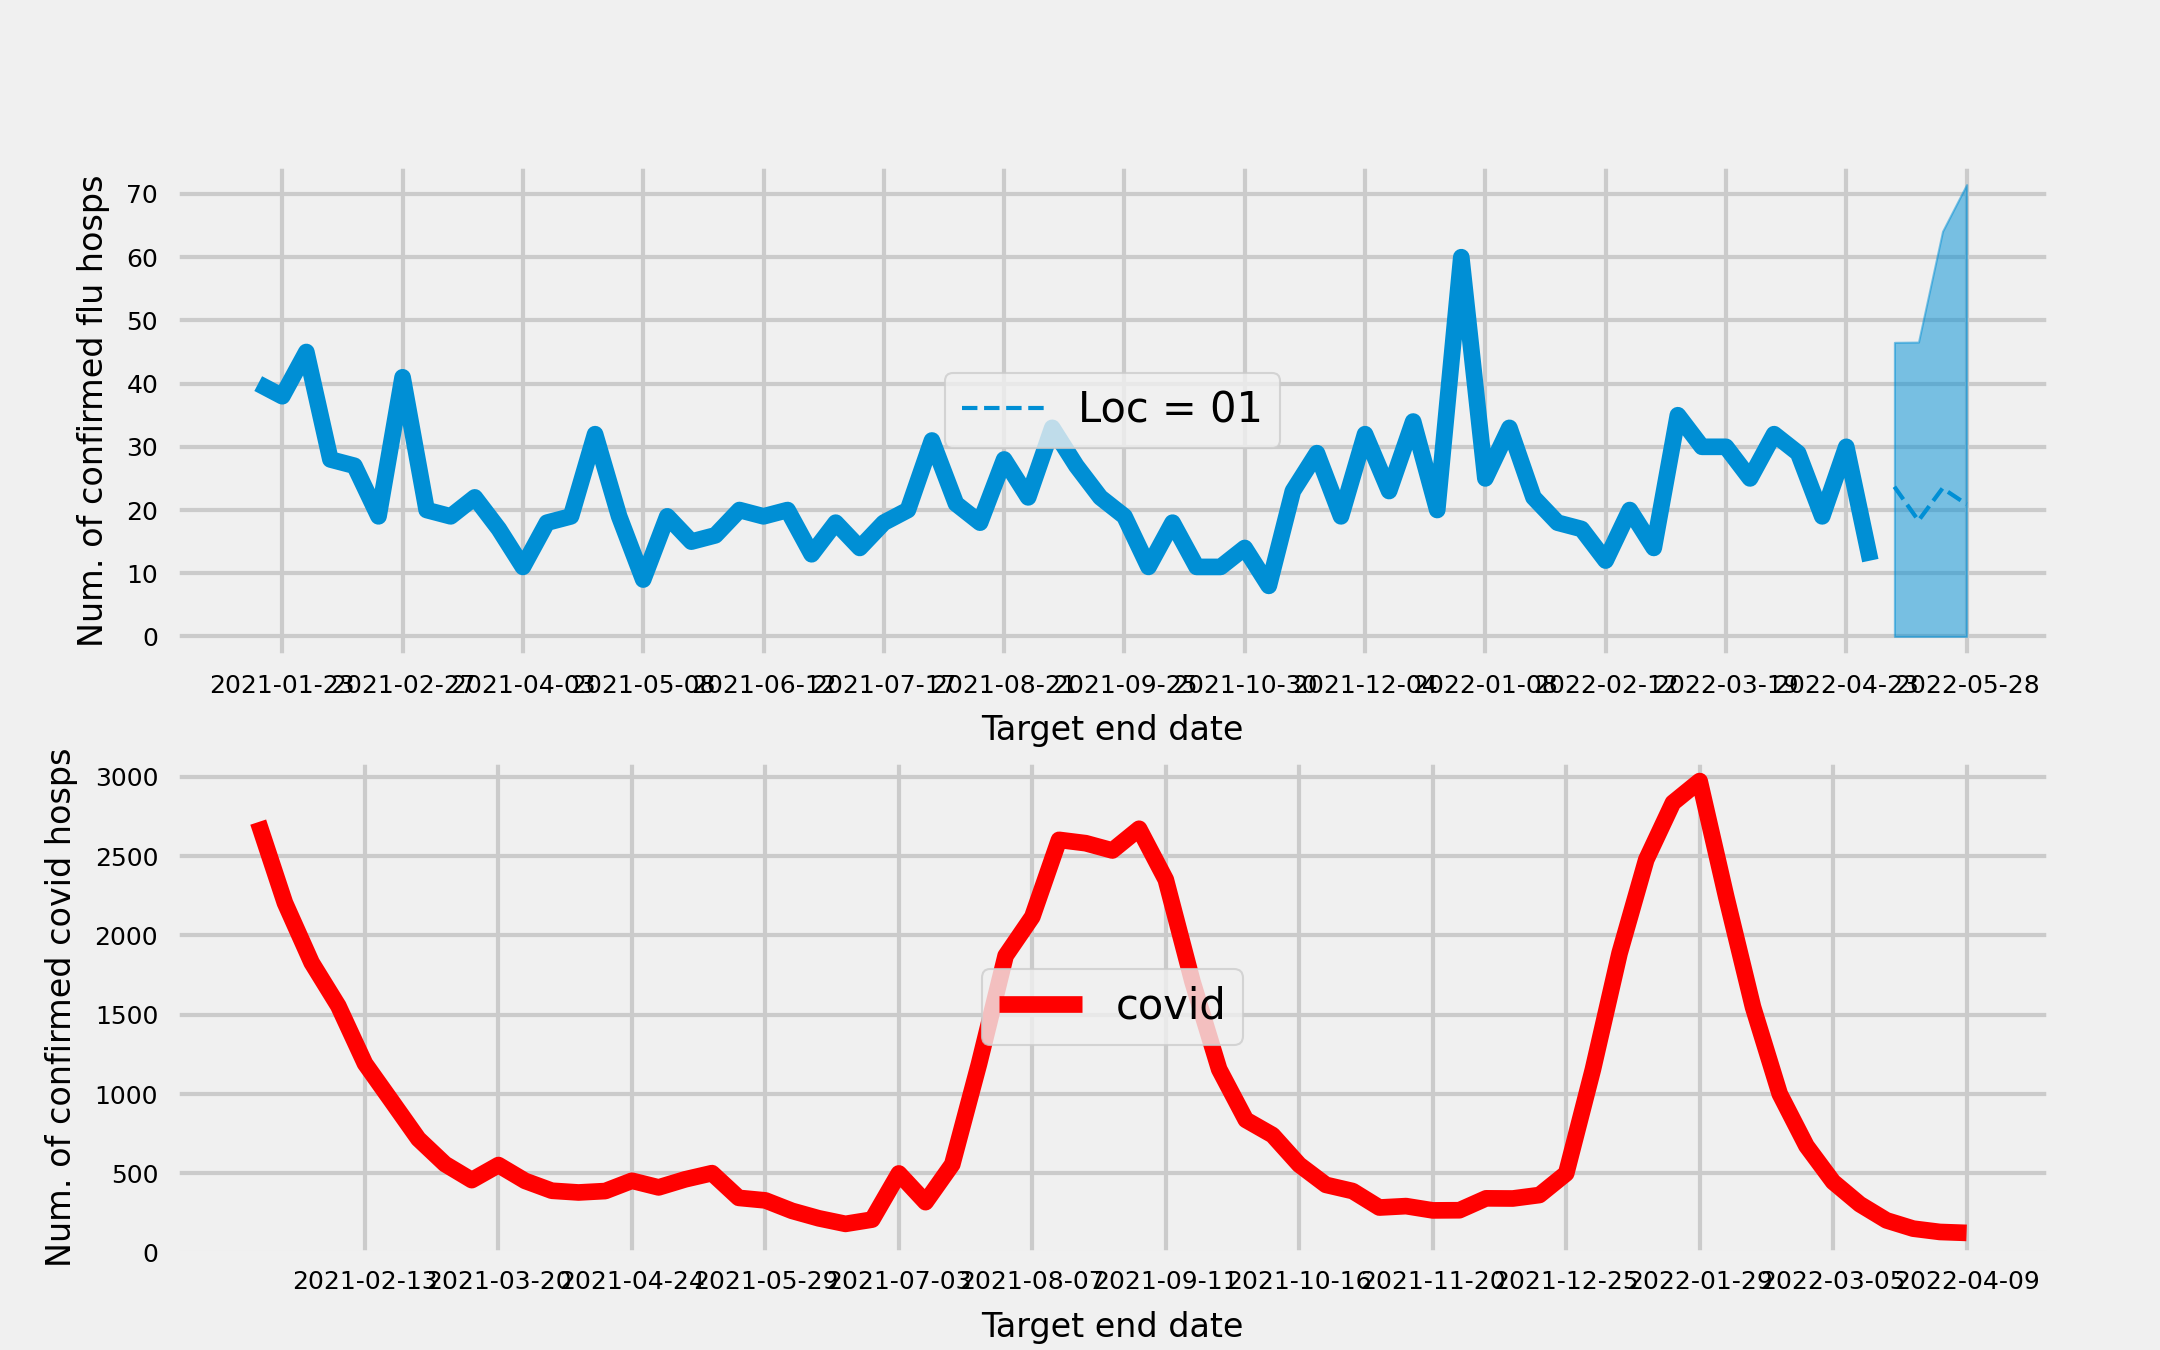 Num. of confirmed flu hosps
70
60
50
40
30
20
10
0
Loc = 01
2021-01-23 2021-02-27 2021-04-03 2021-05-08 2021-06-12 2021-07-17 2021-08-21 2021-09-25 2021-10-30 2021-12-04 2022-01-08 2022-02-12 2022-03-19 2022-04-23 2022-05-28
Target end date
Num. of confirmed covid hosps
3000
2500
2000
1500
1000
500
0
covid
2021-02-13 2021-03-20 2021-04-24 2021-05-29 2021-07-03 2021-08-07 2021-09-11 2021-10-16 2021-11-20 2021-12-25 2022-01-29 2022-03-05 2022-04-09
Target end date